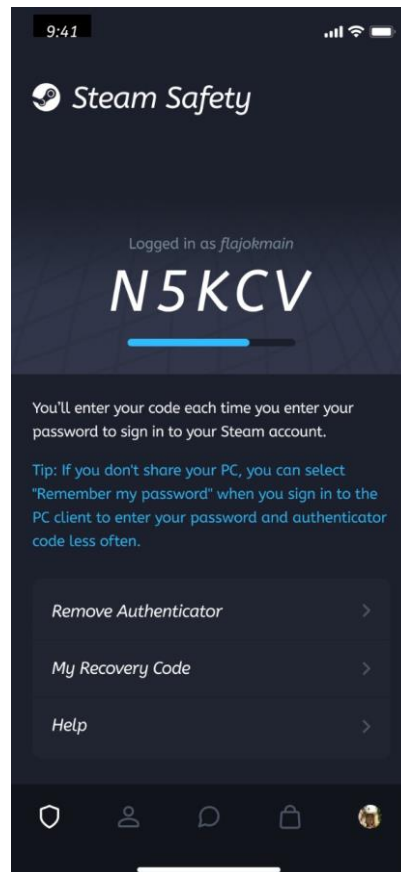 9:41
Steam Safety
Logged in as flajokmain
N5KCV
You'll enter your code each time you enter your
password to sign in to your Steam account.
Tip: If you don't share your PC, you can select
"Remember my password" when you sign in to the
PC client to enter your password and authenticator
code less often.
Remove Authenticator
My Recovery Code
Help